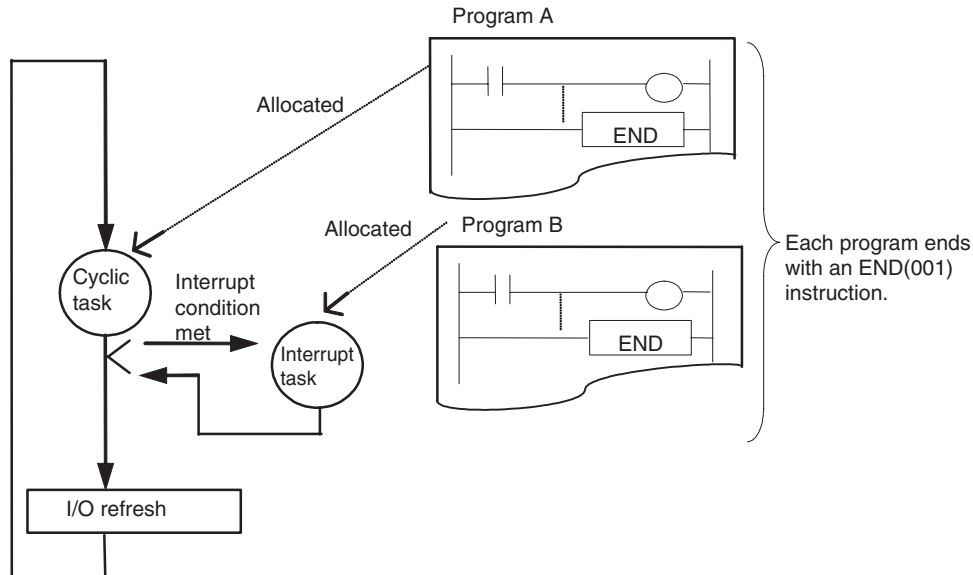 Program A
Allocated
END
Allocated
Program B
Each program ends
with an END(001)
instruction.
Cyclic
task
Interrupt
condition
met
Interrupt
task
END
I/O refresh